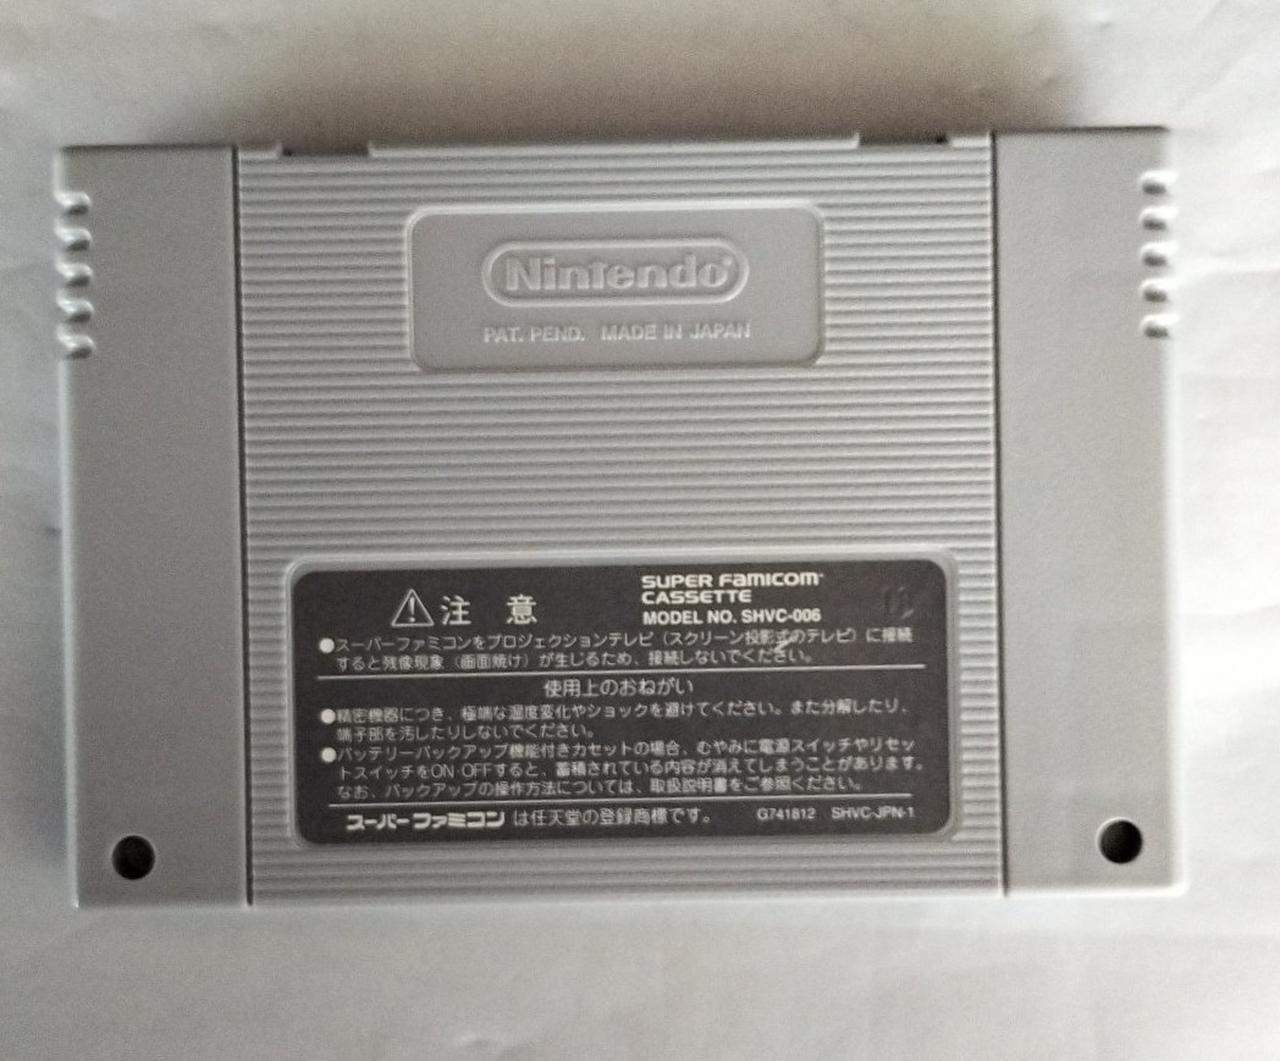 Nintendo®
PAT. PEND. MADE IN JAPAN
注意
SUPER FAMICOM™
CASSETTE
MODEL NO. SHVC-006
●スーパーファミコンをプロジェクションテレビ（スクリーン投影式のテレビ）に接続
すると残像現象（画面焼け）が生じるため、接続しないでください。
使用上のおねがい
●精密機器につき、極端な温度変化やショックを避けてください。また分解したり、
端子部を汚したりしないでください。
●バッテリーバックアップ機能付きカセットの場合、むやみに電源スイッチやリセッ
トスイッチをON・OFFすると、蓄積されている内容が消えてしまうことがあります。
なお、バックアップの操作方法については、取扱説明書をご参照ください。
スーパーファミコン は任天堂の登録商標です。 G741812 SHVC-JPN-1